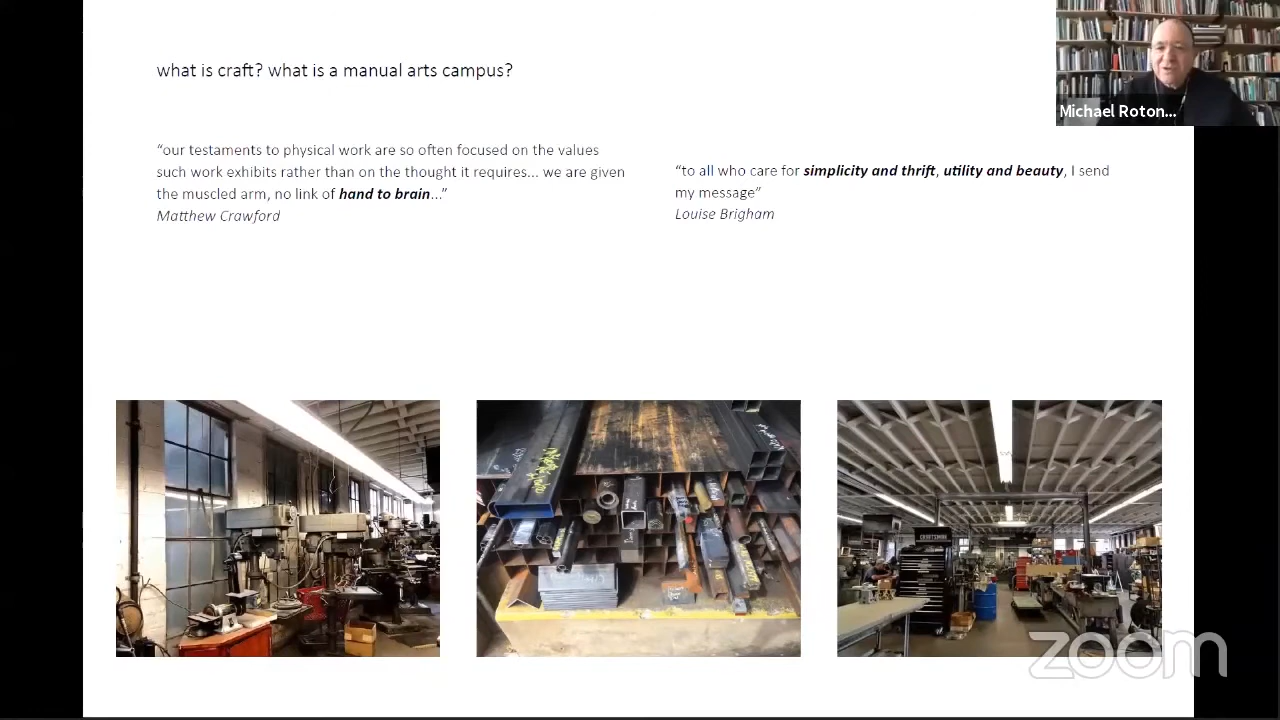 what is craft? what is a manual arts campus?
“our testaments to physical work are so often focused on the values
such work exhibits rather than on the thought it requires... we are given
the muscled arm, no link of hand to brain...”
Matthew Crawford
“to all who care for simplicity and thrift, utility and beauty, I send
my message”
Louise Brigham
Michael Roton...
CRAFTSMAN
zoom